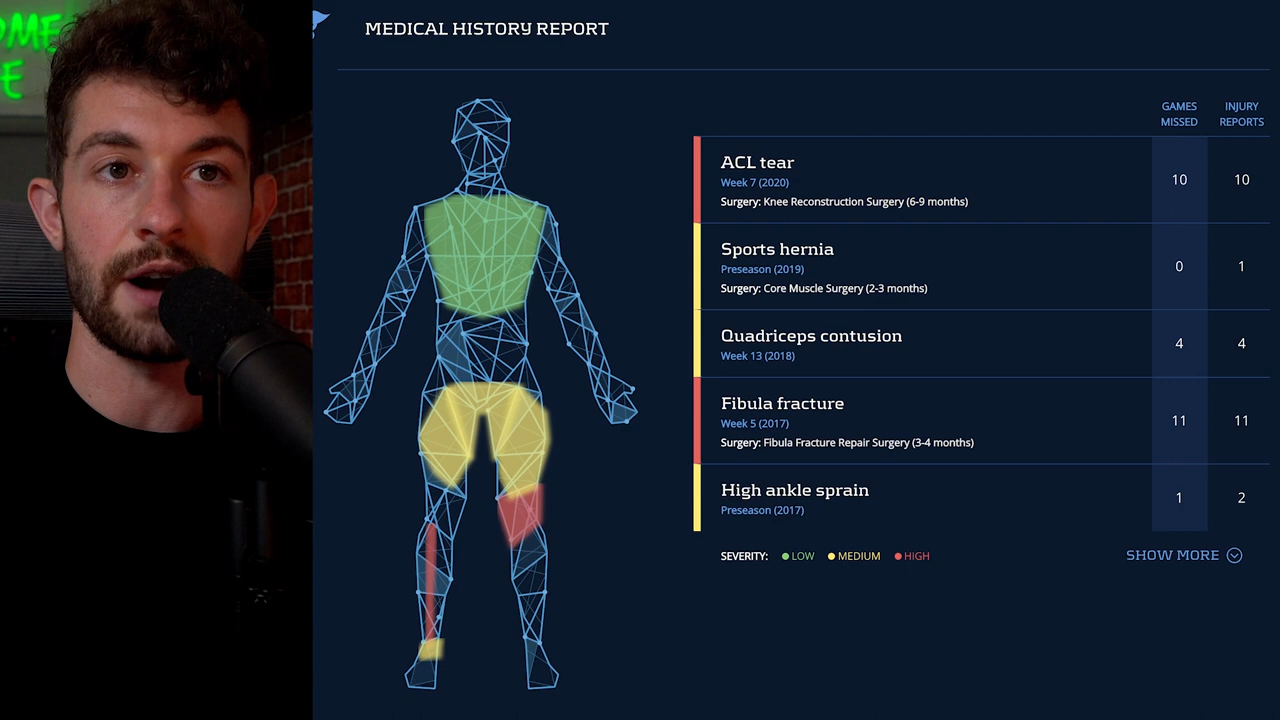 OME
E
MEDICAL HISTORY REPORT
GAMES MISSED
INJURY REPORTS
ACL tear
Week 7 (2020)
Surgery: Knee Reconstruction Surgery (6-9 months)
10
10
Sports hernia
Preseason (2019)
Surgery: Core Muscle Surgery (2-3 months)
0
1
Quadriceps contusion
Week 13 (2018)
4
4
Fibula fracture
Week 5 (2017)
Surgery: Fibula Fracture Repair Surgery (3-4 months)
11
11
High ankle sprain
Preseason (2017)
1
2
SEVERITY: LOW MEDIUM HIGH
SHOW MORE